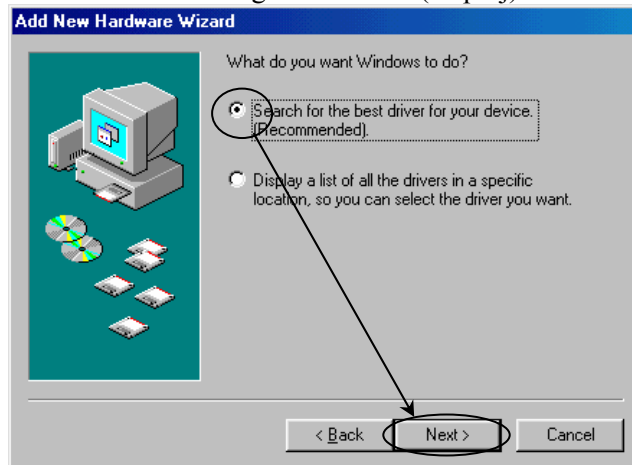 Add New Hardware Wizard
What do you want Windows to do?
Search for the best driver for your device.
(Recommended).
Display a list of all the drivers in a specific
location, so you can select the driver you want.
< Back
Next >
Cancel